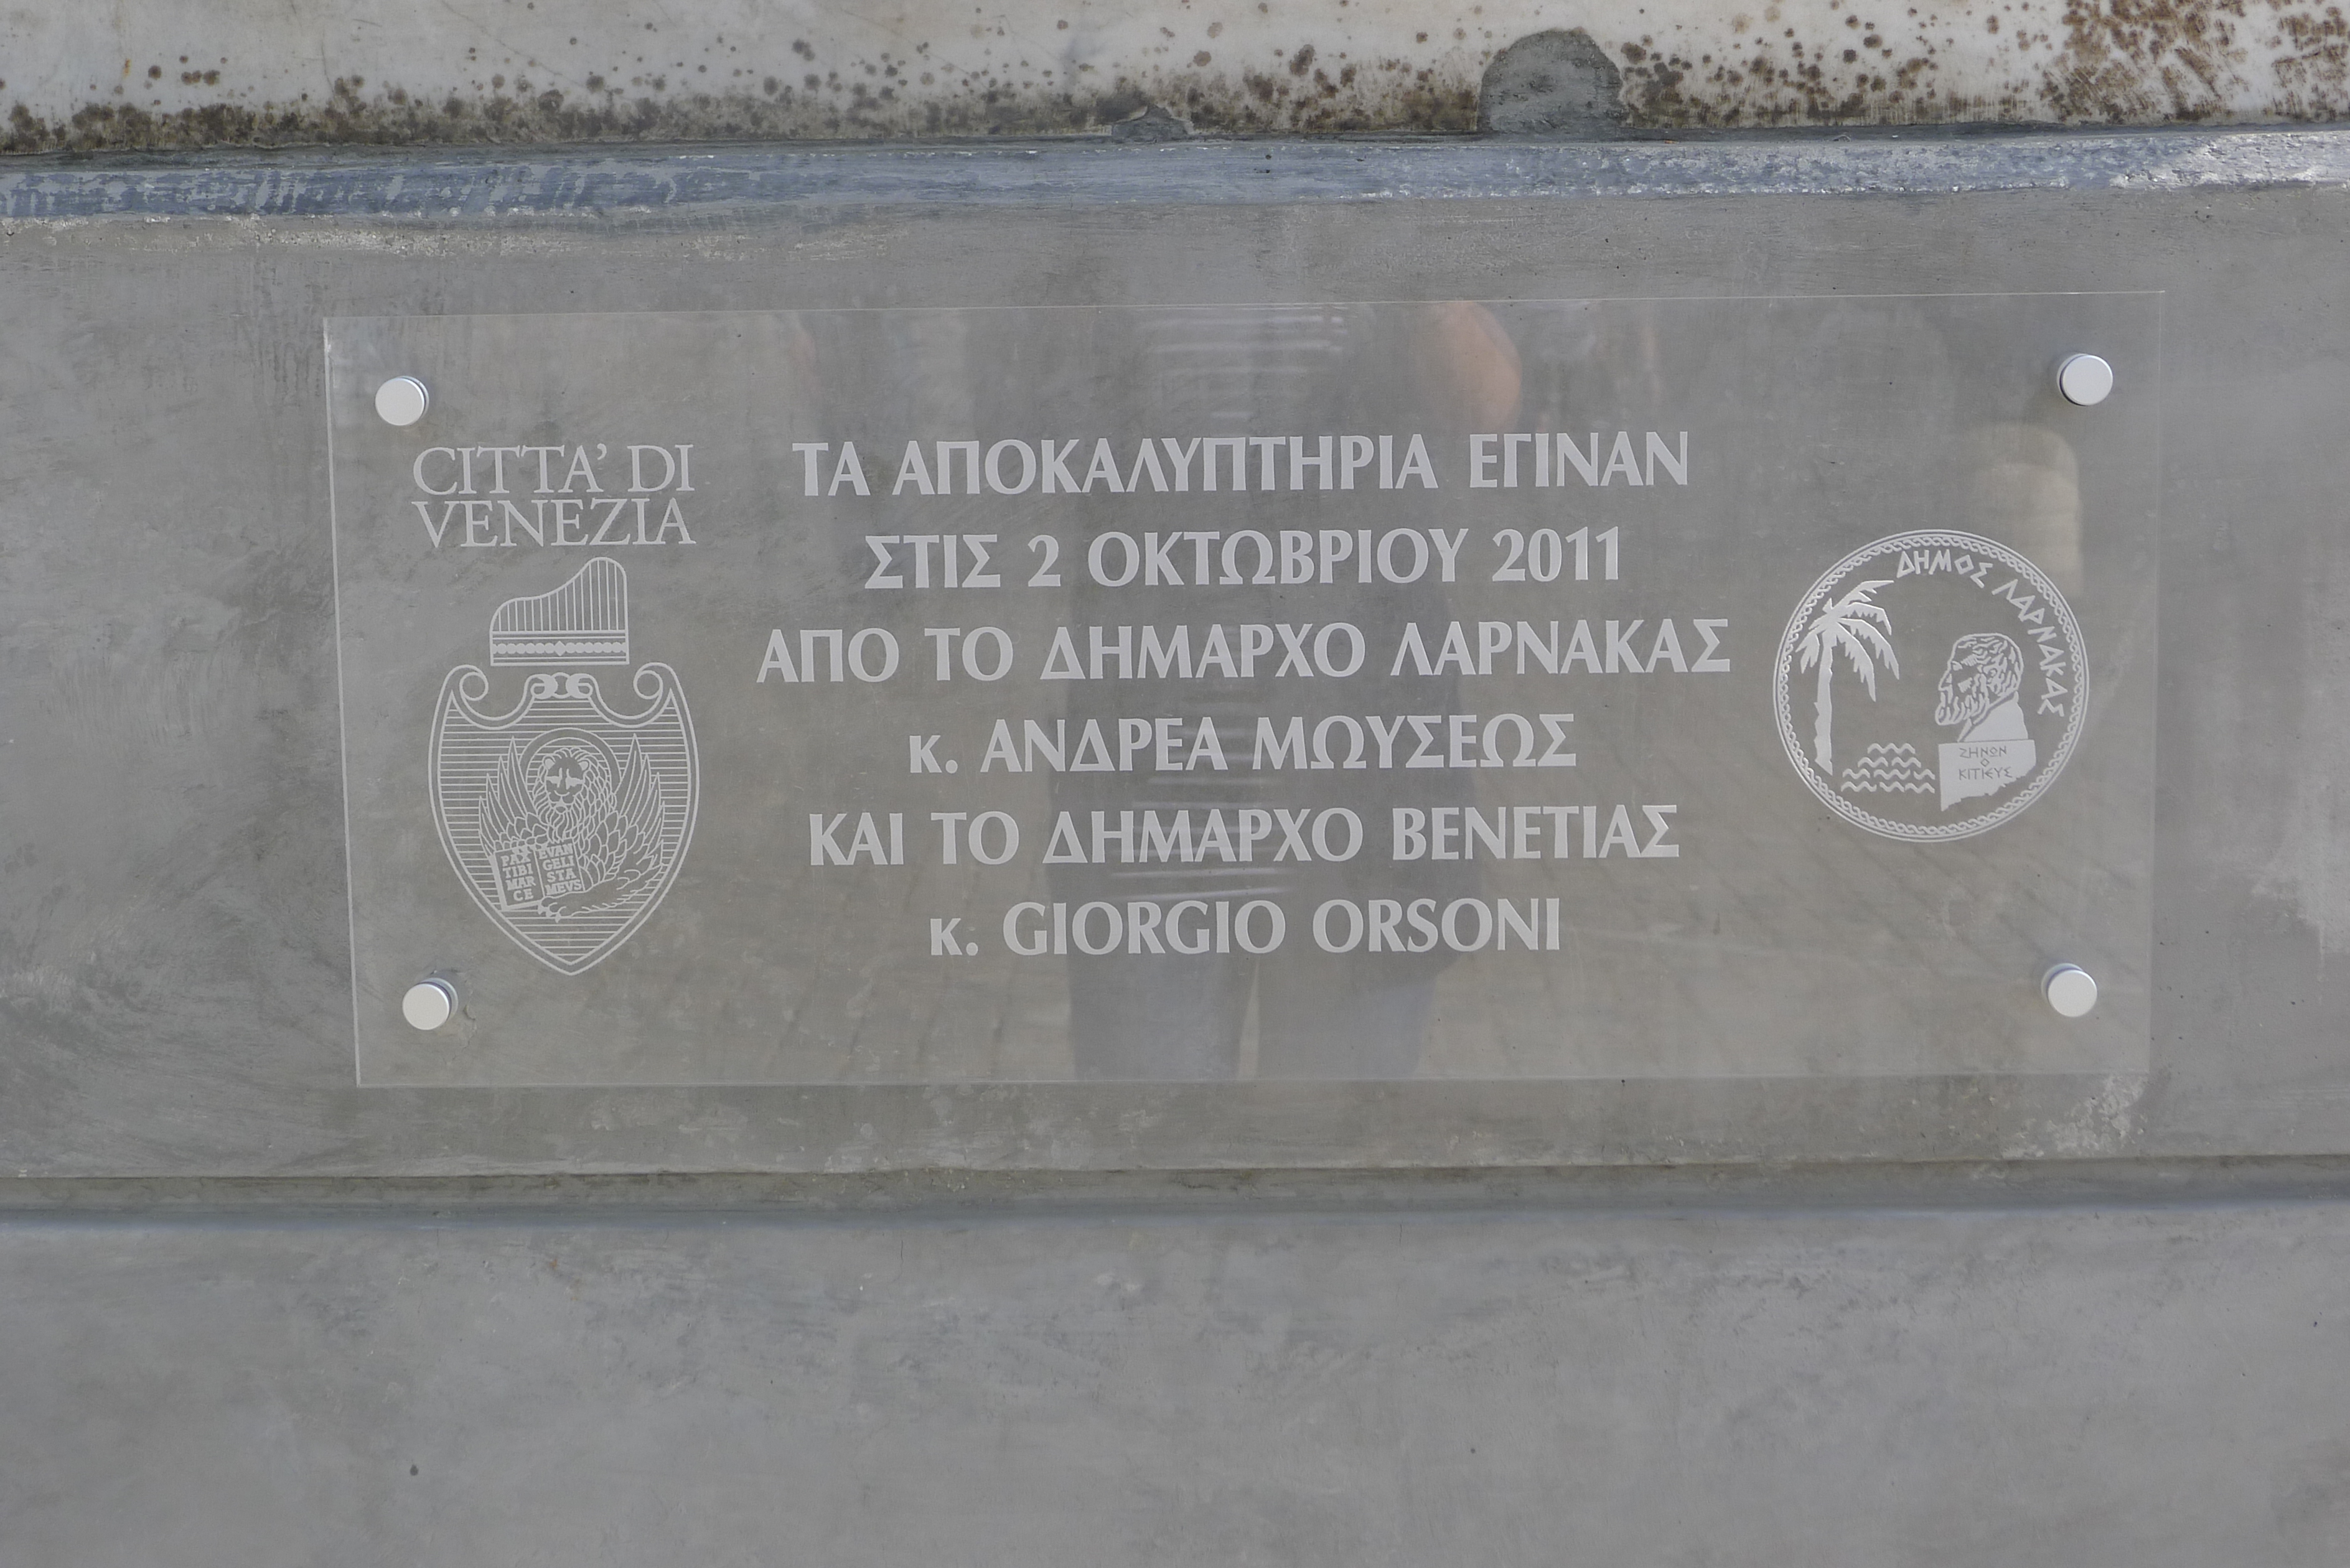 CITTA' DI
VENEZIA
PAX
TIBI
MAR
CE
EVAN
GELI
STA
MEVS
ΤΑ ΑΠΟΚΑΛΥΠΤΗΡΙΑ ΕΓΙΝΑΝ
ΣΤΙΣ 2 ΟΚΤΩΒΡΙΟΥ 2011
ΑΠΟ ΤΟ ΔΗΜΑΡΧΟ ΛΑΡΝΑΚΑΣ
κ. ΑΝΔΡΕΑ ΜΩΥΣΕΩΣ
ΚΑΙ ΤΟ ΔΗΜΑΡΧΟ ΒΕΝΕΤΙΑΣ
κ. GIORGIO ORSONI
ΔΗΜΟΣ ΛΑΡΝΑΚΑΣ
ΖΗΝΩΝ
Ο
ΚΙΤΙΕΥΣ